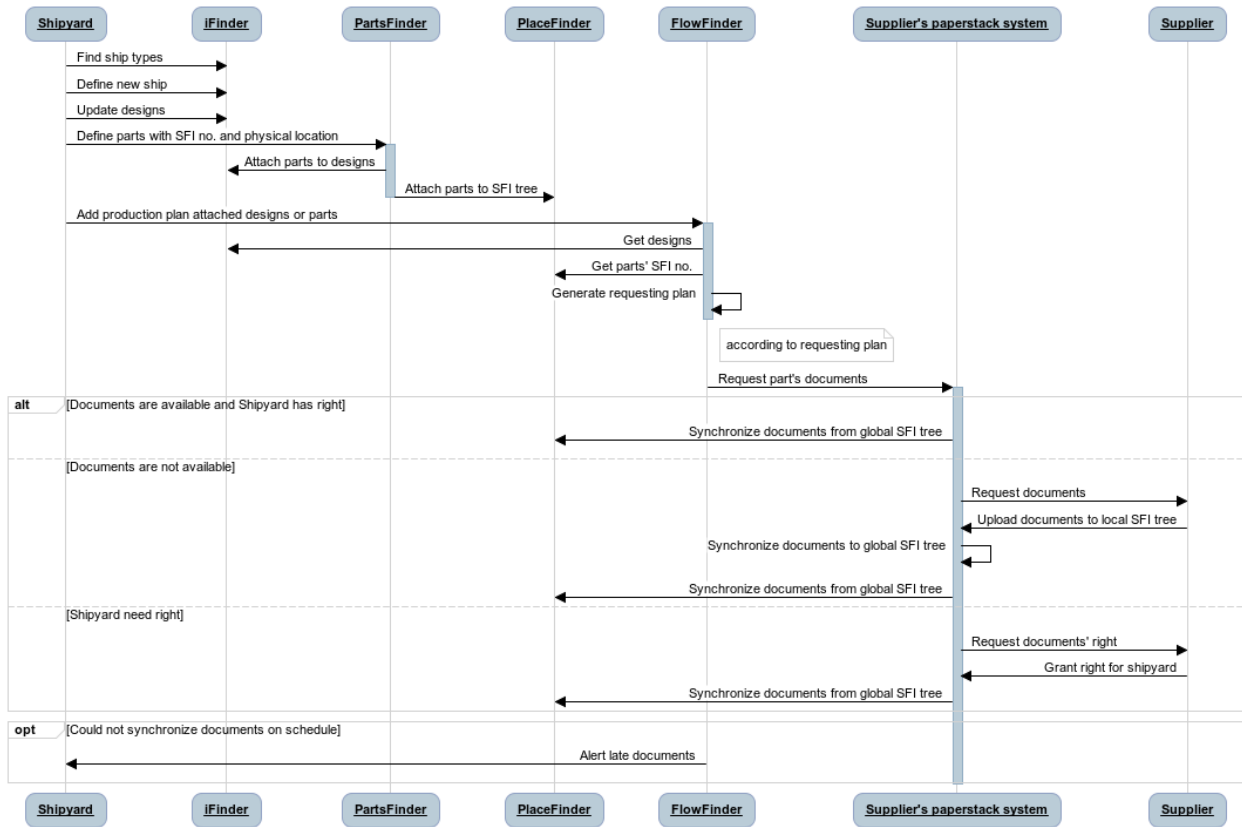 Shipyard
iFinder
PartsFinder
PlaceFinder
FlowFinder
Supplier's paperstack system
Supplier
Find ship types
Define new ship
Update designs
Define parts with SFI no. and physical location
Attach parts to designs
Attach parts to SFI tree
Add production plan attached designs or parts
Get designs
Get parts' SFI no.
Generate requesting plan
according to requesting plan
Request part's documents
alt
[Documents are available and Shipyard has right]
Synchronize documents from global SFI tree
[Documents are not available]
Request documents
Upload documents to local SFI tree
Synchronize documents to global SFI tree
Synchronize documents from global SFI tree
[Shipyard need right]
Request documents' right
Grant right for shipyard
Synchronize documents from global SFI tree
opt
[Could not synchronize documents on schedule]
Alert late documents
Shipyard
iFinder
PartsFinder
PlaceFinder
FlowFinder
Supplier's paperstack system
Supplier